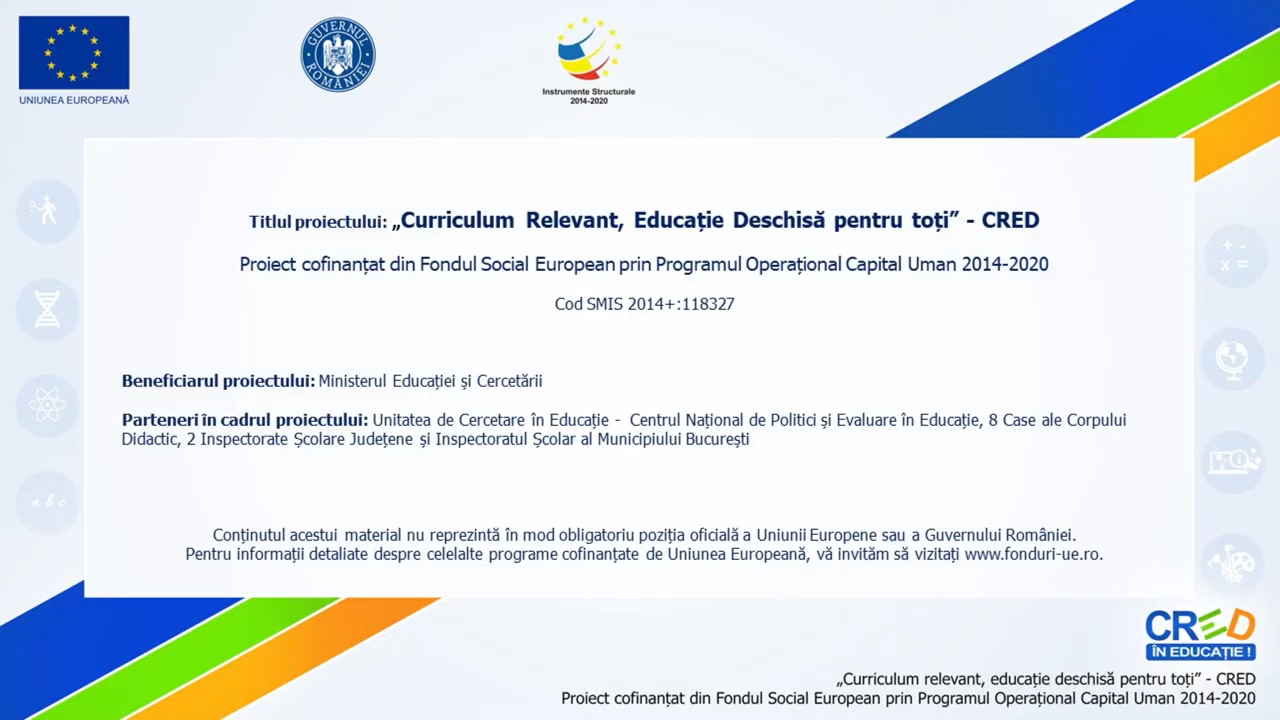 UNIUNEA EUROPEANĂ
GUVERNUL ROMÂNIEI
Instrumente Structurale
2014-2020
Titlul proiectului: „Curriculum Relevant, Educație Deschisă pentru toți” - CRED
Proiect cofinanțat din Fondul Social European prin Programul Operațional Capital Uman 2014-2020
Cod SMIS 2014+:118327
+ -
x =
Beneficiarul proiectului: Ministerul Educației și Cercetării
Parteneri în cadrul proiectului: Unitatea de Cercetare în Educație - Centrul Național de Politici și Evaluare în Educație, 8 Case ale Corpului
Didactic, 2 Inspectorate Școlare Județene și Inspectoratul Școlar al Municipiului București
a b c
Conținutul acestui material nu reprezintă în mod obligatoriu poziția oficială a Uniunii Europene sau a Guvernului României.
Pentru informații detaliate despre celelalte programe cofinanțate de Uniunea Europeană, vă invităm să vizitați www.fonduri-ue.ro.
CRED
ÎN EDUCAȚIE !
„Curriculum relevant, educație deschisă pentru toți” - CRED
Proiect cofinanțat din Fondul Social European prin Programul Operațional Capital Uman 2014-2020